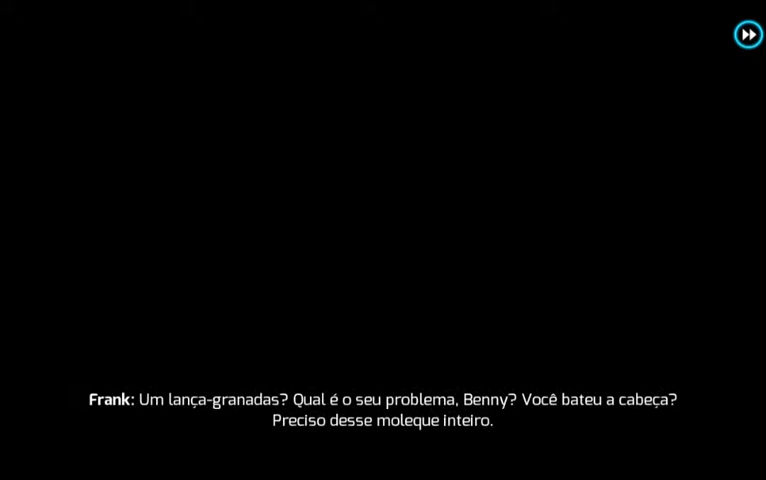 Frank: Um lança-granadas? Qual é o seu problema, Benny? Você bateu a cabeça?
Preciso desse moleque inteiro.